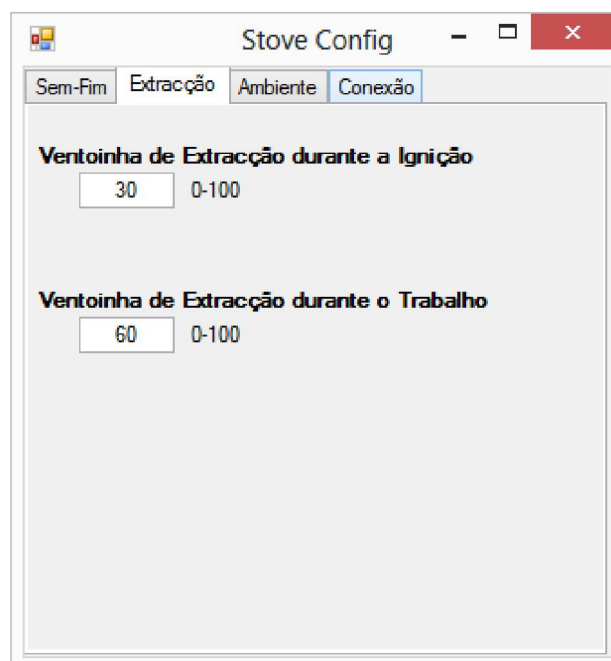 Stove Config
Sem-Fim Extracção Ambiente Conexão
Ventoinha de Extracção durante a Ignição
30 0-100
Ventoinha de Extracção durante o Trabalho
60 0-100